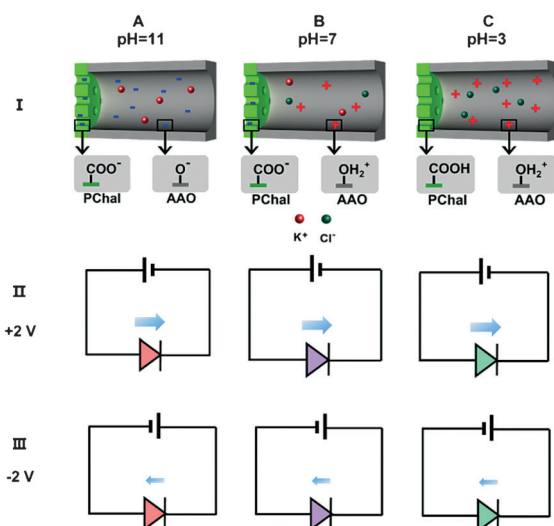 A B C
pH=11 pH=7 pH=3
I
COO⁻ O⁻ COO⁻ OH₂⁺ COOH OH₂⁺
PChal AAO PChal AAO PChal AAO
K⁺ Cl⁻
II
+2 V
III
-2 V